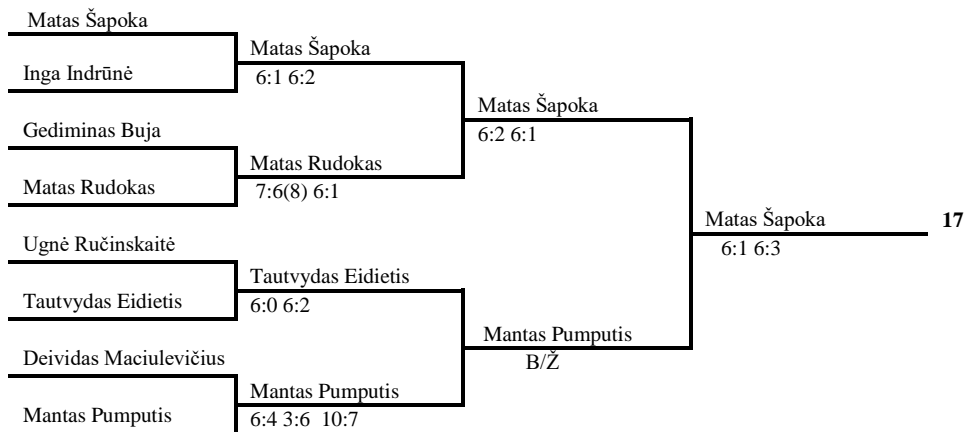 Matas Šapoka
Matas Šapoka
Inga Indrūnė
6:1 6:2
Matas Šapoka
Gediminas Buja
6:2 6:1
Matas Rudokas
Matas Rudokas
7:6(8) 6:1
Matas Šapoka 17
Ugnė Ručinskaitė
6:1 6:3
Tautvydas Eidietis
Tautvydas Eidietis
6:0 6:2
Mantas Pumputis
Deividas Maciulevičius
B/Ž
Mantas Pumputis
Mantas Pumputis
6:4 3:6 10:7